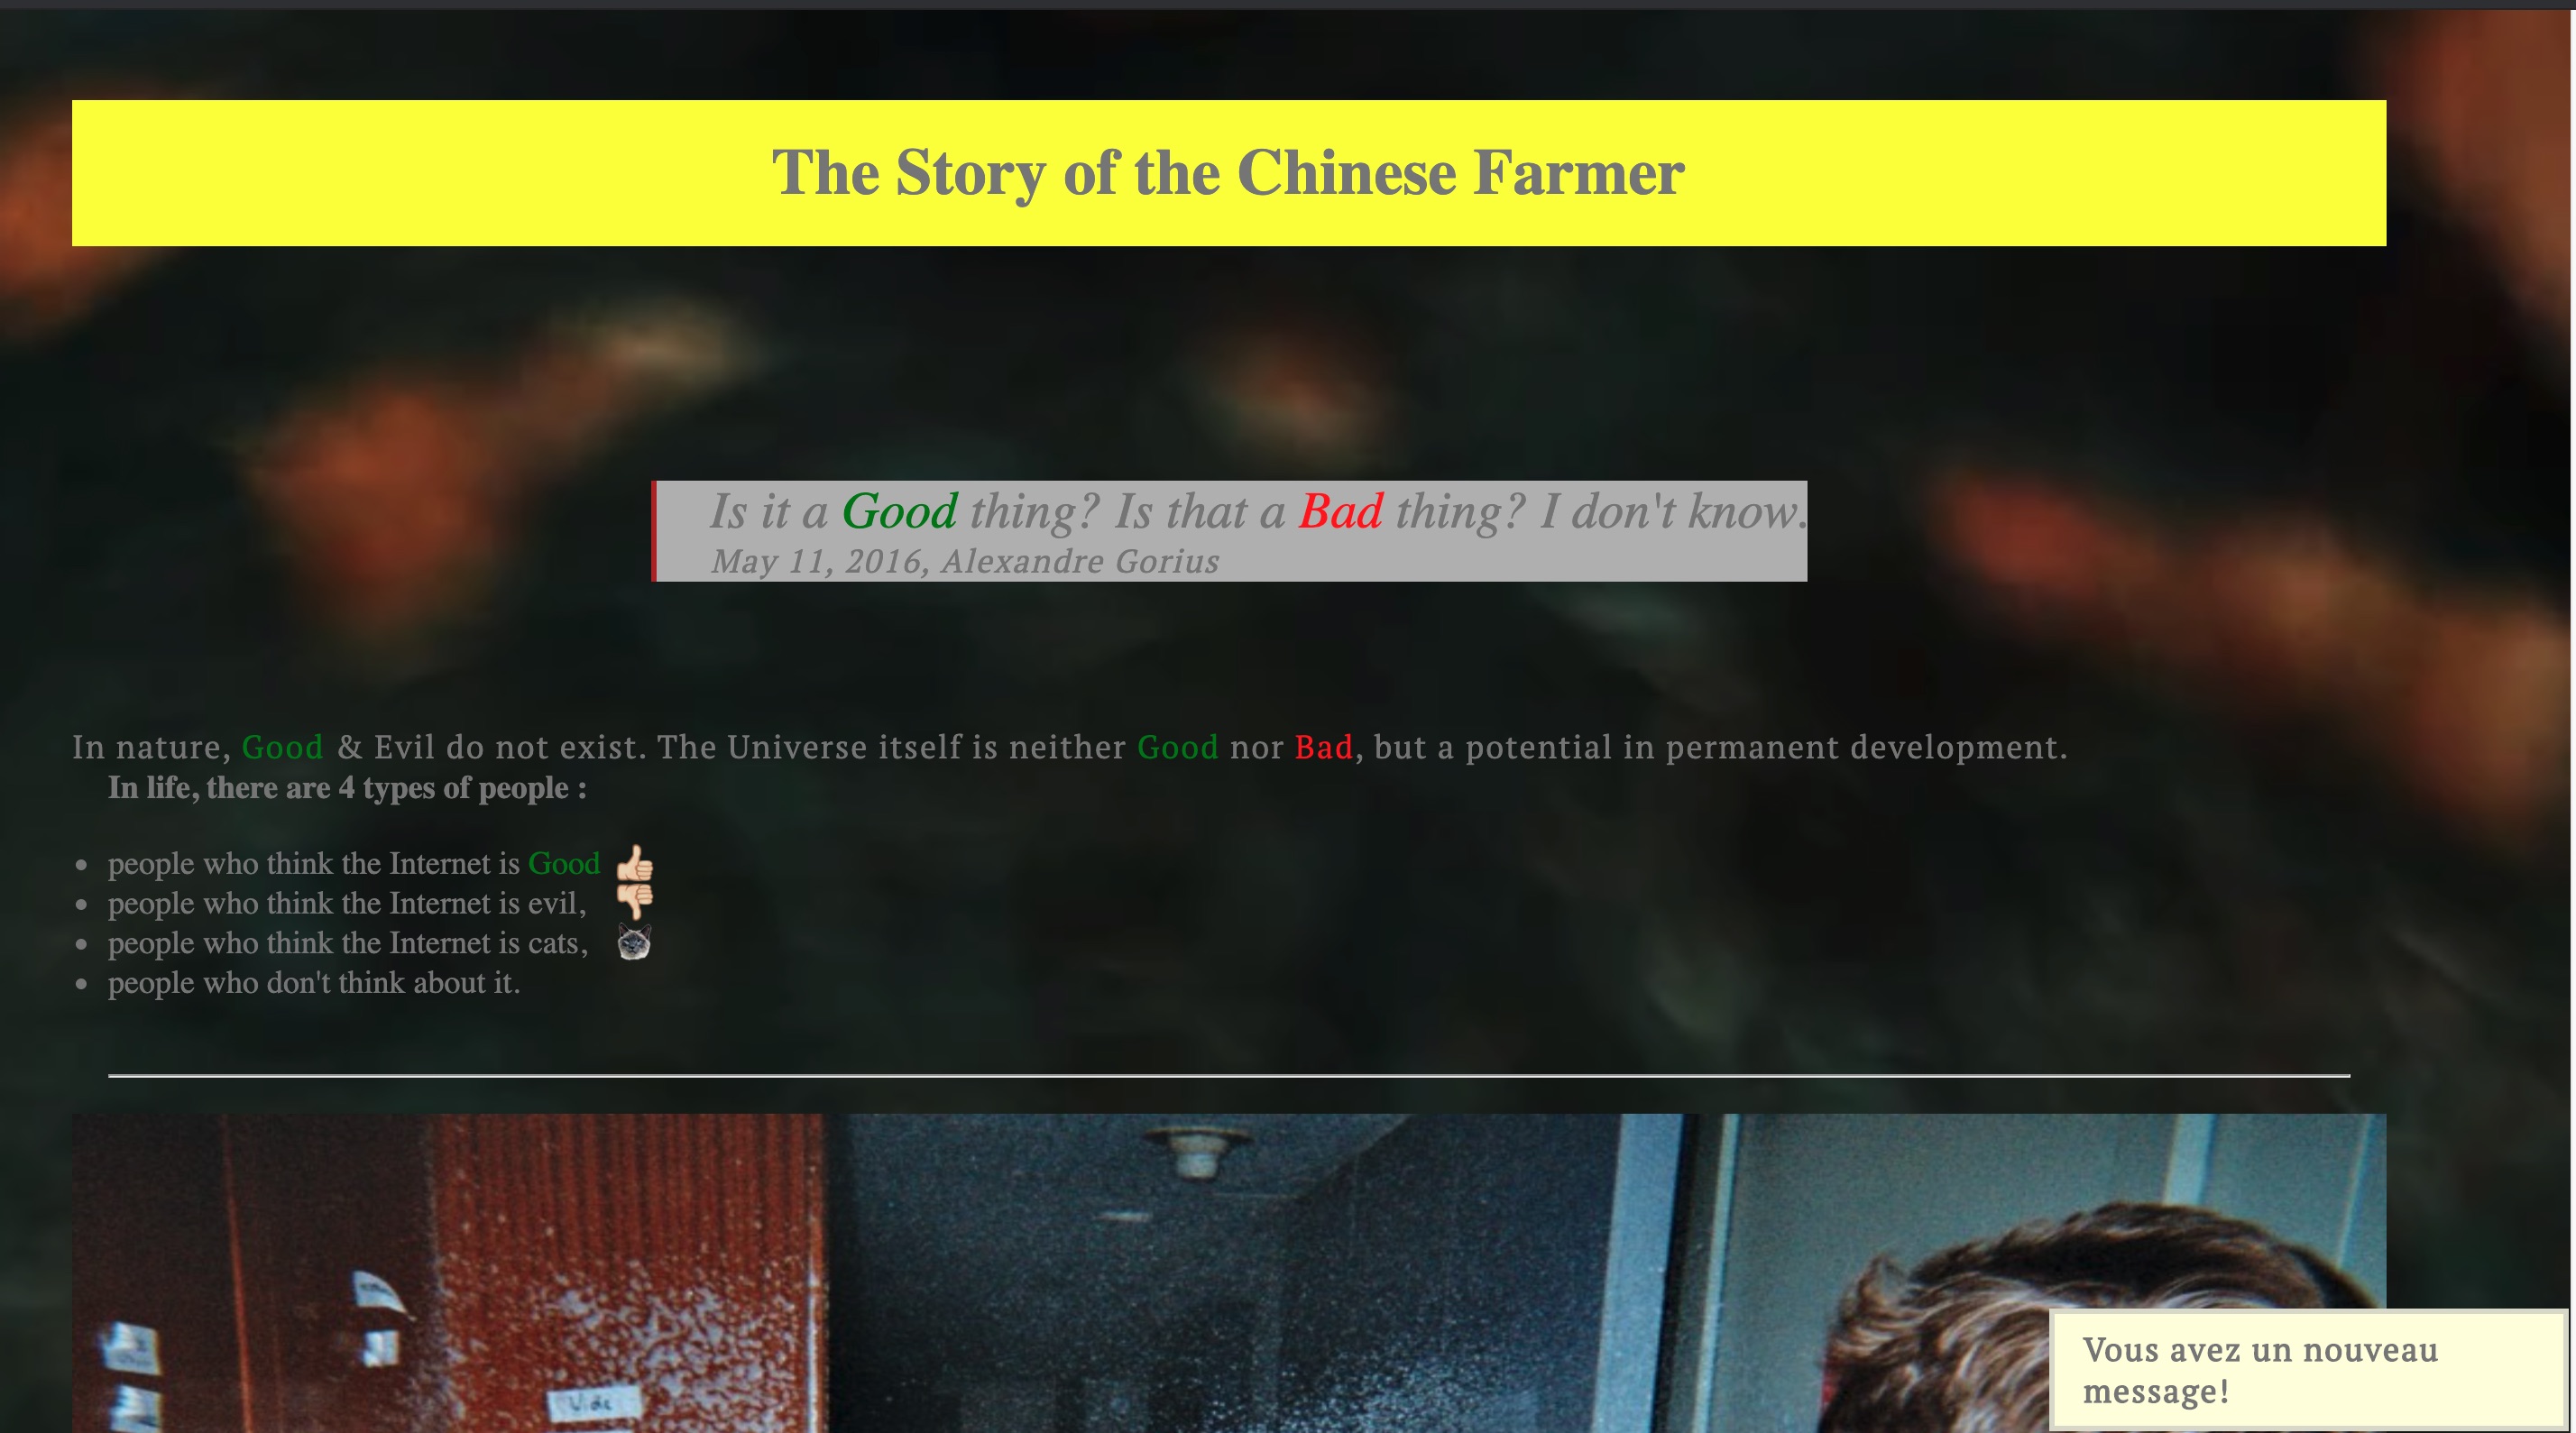 The Story of the Chinese Farmer
Is it a Good thing? Is that a Bad thing? I don't know.
May 11, 2016, Alexandre Gorius
In nature, Good & Evil do not exist. The Universe itself is neither Good nor Bad, but a potential in permanent development.
In life, there are 4 types of people :
people who think the Internet is Good
people who think the Internet is evil,
people who think the Internet is cats,
people who don't think about it.
Vous avez un nouveau
message!